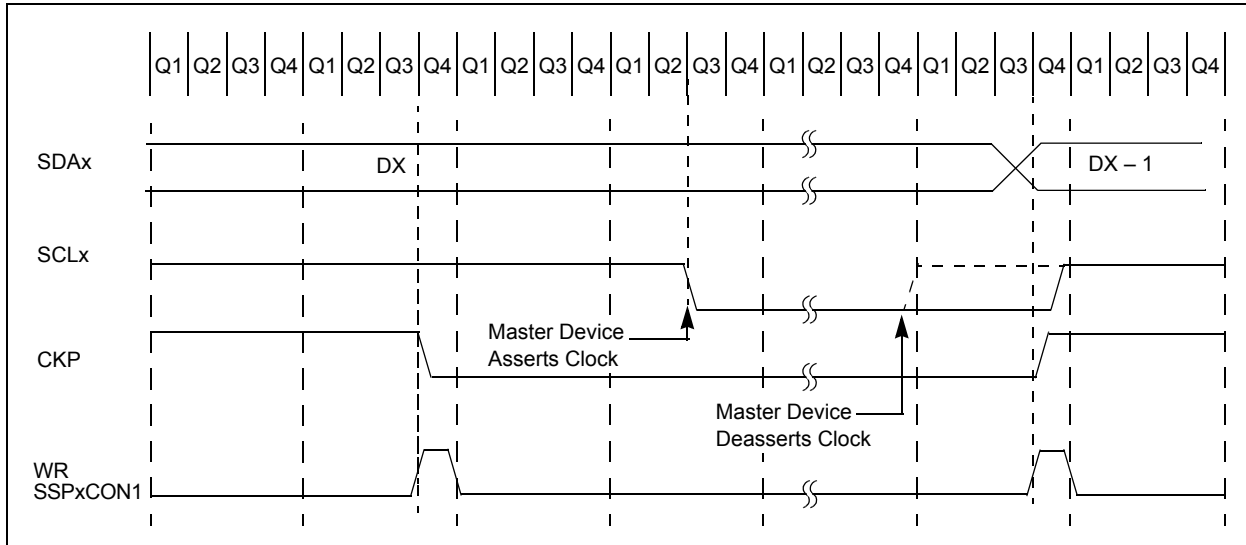 Q1 Q2 Q3 Q4 Q1 Q2 Q3 Q4 Q1 Q2 Q3 Q4 Q1 Q2 Q3 Q4 Q1 Q2 Q3 Q4 Q1 Q2 Q3 Q4 Q1 Q2 Q3 Q4
SDAx
DX
DX – 1
SCLx
Master Device
Asserts Clock
CKP
Master Device
Deasserts Clock
WR
SSPxCON1